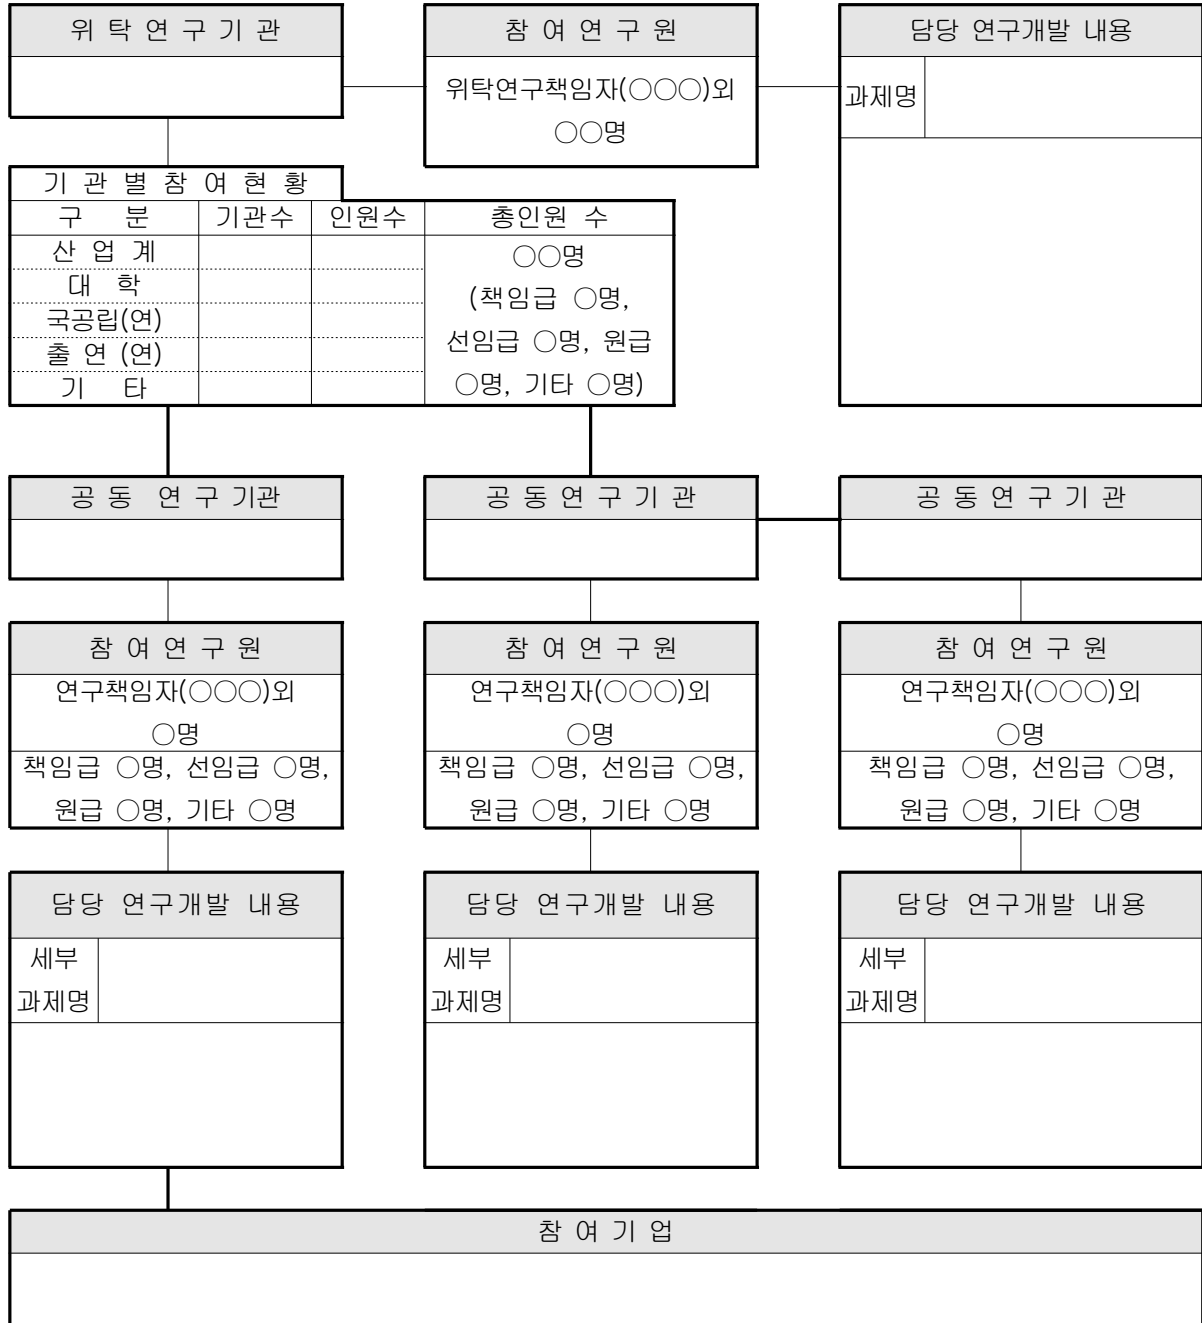 위 탁 연 구 기 관
참 여 연 구 원
위탁연구책임자(○○○)외
○○명
담당 연구개발 내용
과제명
기 관 별 참 여 현 황
구 분 기관수 인원수 총인원 수
산 업 계
대 학
국공립(연)
출 연 (연)
기 타
○○명
(책임급 ○명,
선임급 ○명, 원급
○명, 기타 ○명)
공 동 연 구 기관
공 동 연 구 기 관
공 동 연 구 기 관
참 여 연 구 원
연구책임자(○○○)외
○명
책임급 ○명, 선임급 ○명,
원급 ○명, 기타 ○명
참 여 연 구 원
연구책임자(○○○)외
○명
책임급 ○명, 선임급 ○명,
원급 ○명, 기타 ○명
참 여 연 구 원
연구책임자(○○○)외
○명
책임급 ○명, 선임급 ○명,
원급 ○명, 기타 ○명
담당 연구개발 내용
세부
과제명
담당 연구개발 내용
세부
과제명
담당 연구개발 내용
세부
과제명
참 여 기 업